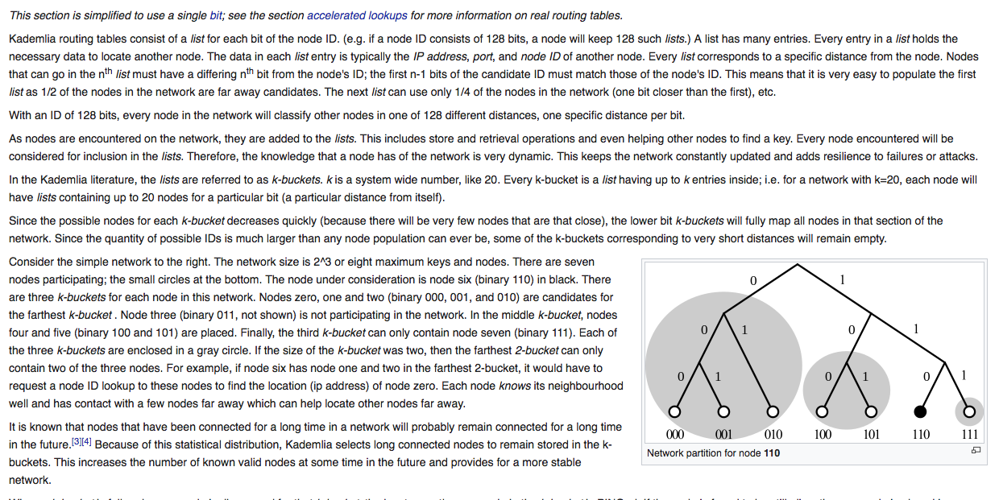 This section is simplified to use a single bit; see the section accelerated lookups for more information on real routing tables.
Kademlia routing tables consist of a list for each bit of the node ID. (e.g. if a node ID consists of 128 bits, a node will keep 128 such lists.) A list has many entries. Every entry in a list holds the
necessary data to locate another node. The data in each list entry is typically the IP address, port, and node ID of another node. Every list corresponds to a specific distance from the node. Nodes
that can go in the nth list must have a differing nth bit from the node's ID; the first n-1 bits of the candidate ID must match those of the node's ID. This means that it is very easy to populate the first
list as 1/2 of the nodes in the network are far away candidates. The next list can use only 1/4 of the nodes in the network (one bit closer than the first), etc.
With an ID of 128 bits, every node in the network will classify other nodes in one of 128 different distances, one specific distance per bit.
As nodes are encountered on the network, they are added to the lists. This includes store and retrieval operations and even helping other nodes to find a key. Every node encountered will be
considered for inclusion in the lists. Therefore, the knowledge that a node has of the network is very dynamic. This keeps the network constantly updated and adds resilience to failures or attacks.
In the Kademlia literature, the lists are referred to as k-buckets. k is a system wide number, like 20. Every k-bucket is a list having up to k entries inside; i.e. for a network with k=20, each node will
have lists containing up to 20 nodes for a particular bit (a particular distance from itself).
Since the possible nodes for each k-bucket decreases quickly (because there will be very few nodes that are that close), the lower bit k-buckets will fully map all nodes in that section of the
network. Since the quantity of possible IDs is much larger than any node population can ever be, some of the k-buckets corresponding to very short distances will remain empty.
Consider the simple network to the right. The network size is 2^3 or eight maximum keys and nodes. There are seven
nodes participating; the small circles at the bottom. The node under consideration is node six (binary 110) in black. There
are three k-buckets for each node in this network. Nodes zero, one and two (binary 000, 001, and 010) are candidates for
the farthest k-bucket . Node three (binary 011, not shown) is not participating in the network. In the middle k-bucket, nodes
four and five (binary 100 and 101) are placed. Finally, the third k-bucket can only contain node seven (binary 111). Each of
the three k-buckets are enclosed in a gray circle. If the size of the k-bucket was two, then the farthest 2-bucket can only
contain two of the three nodes. For example, if node six has node one and two in the farthest 2-bucket, it would have to
request a node ID lookup to these nodes to find the location (ip address) of node zero. Each node knows its neighbourhood
well and has contact with a few nodes far away which can help locate other nodes far away.
It is known that nodes that have been connected for a long time in a network will probably remain connected for a long time
in the future.[3][4] Because of this statistical distribution, Kademlia selects long connected nodes to remain stored in the k-
buckets. This increases the number of known valid nodes at some time in the future and provides for a more stable
network.
0 1
0 1 0 1
0 1 0 1 0 1
000 001 010 100 101 110 111
Network partition for node 110